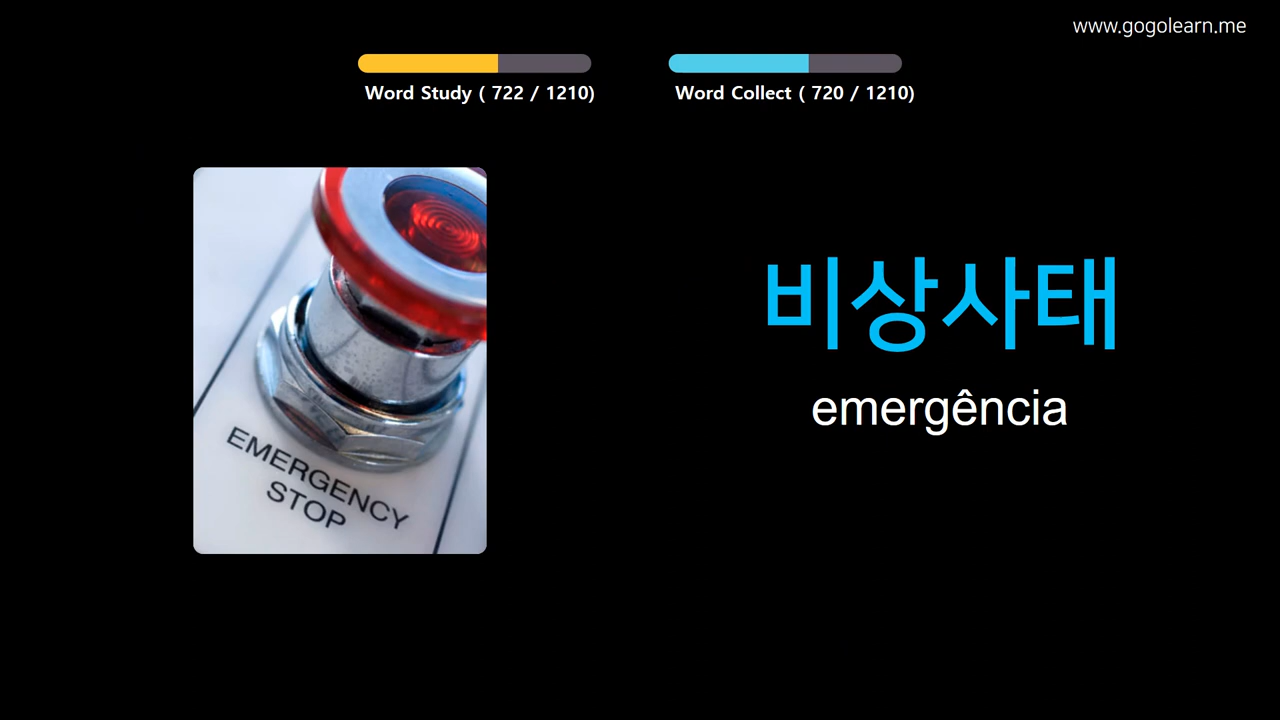 www.gogolearn.me
Word Study ( 722 / 1210)
Word Collect ( 720 / 1210)
EMERGENCY
STOP
비상사태
emergência